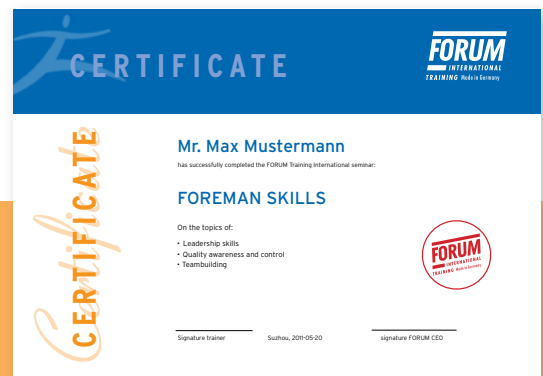 CERTIFICATE
FORUM
INTERNATIONAL
TRAINING Made in Germany
CERTIFICATE
Certificate
Mr. Max Mustermann
has successfully completed the FORUM Training International seminar:
FOREMAN SKILLS
On the topics of:
• Leadership skills
• Quality awareness and control
• Teambuilding
FORUM
INTERNATIONAL
TRAINING Made in Germany
Signature trainer
Suzhou, 2011-05-20
signature FORUM CEO